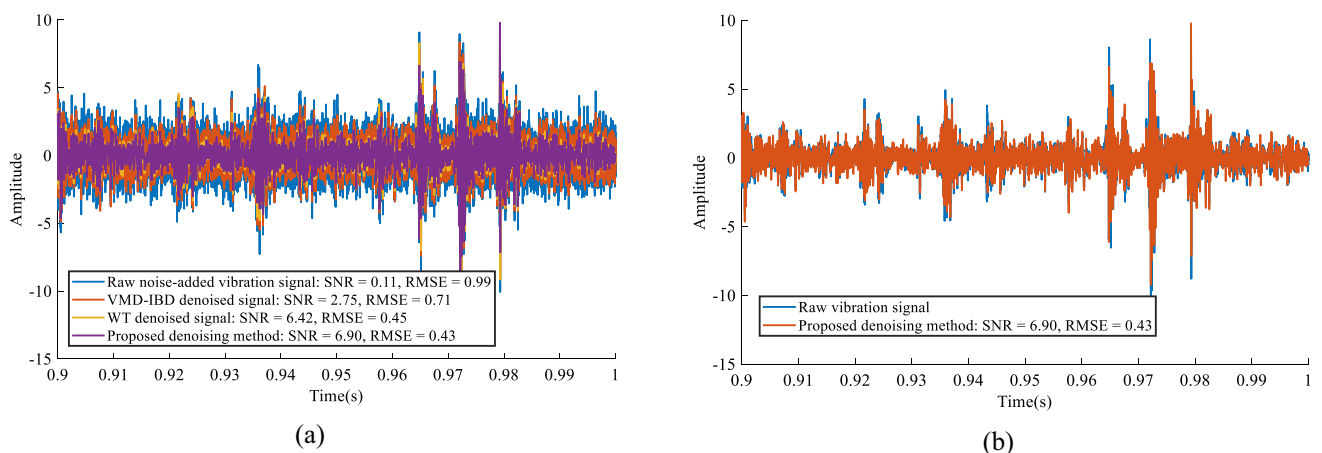 10
5
0
-5
-10
-15
Amplitude
Raw noise-added vibration signal: SNR = 0.11, RMSE = 0.99
VMD-IBD denoised signal: SNR = 2.75, RMSE = 0.71
WT denoised signal: SNR = 6.42, RMSE = 0.45
Proposed denoising method: SNR = 6.90, RMSE = 0.43
0.9 0.91 0.92 0.93 0.94 0.95 0.96 0.97 0.98 0.99 1
Time(s)
(a)
10
5
0
-5
-10
-15
Amplitude
Raw vibration signal
Proposed denoising method: SNR = 6.90, RMSE = 0.43
0.9 0.91 0.92 0.93 0.94 0.95 0.96 0.97 0.98 0.99 1
Time(s)
(b)